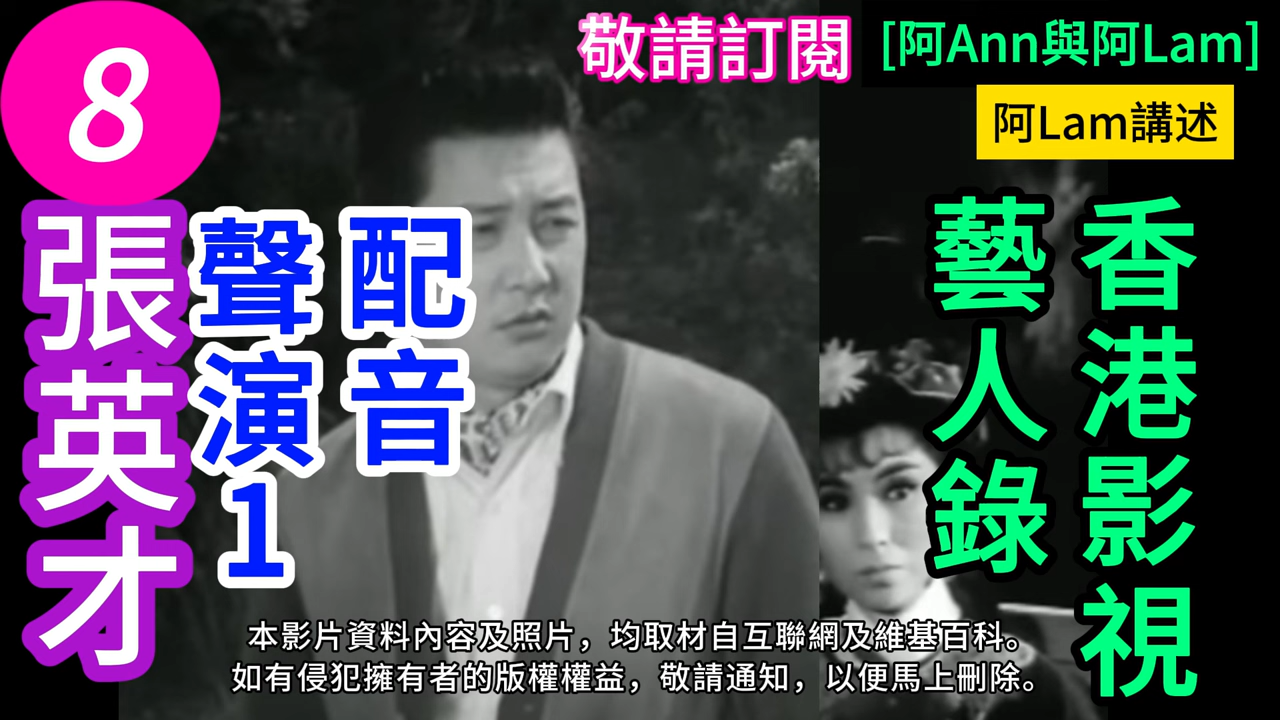 8
張英才
配音
聲演1
敬請訂閱
[阿Ann與阿Lam]
阿Lam講述
香港影視
藝人錄
本影片資料內容及照片，均取材自互聯網及維基百科。
如有侵犯擁有者的版權權益，敬請通知，以便馬上刪除。